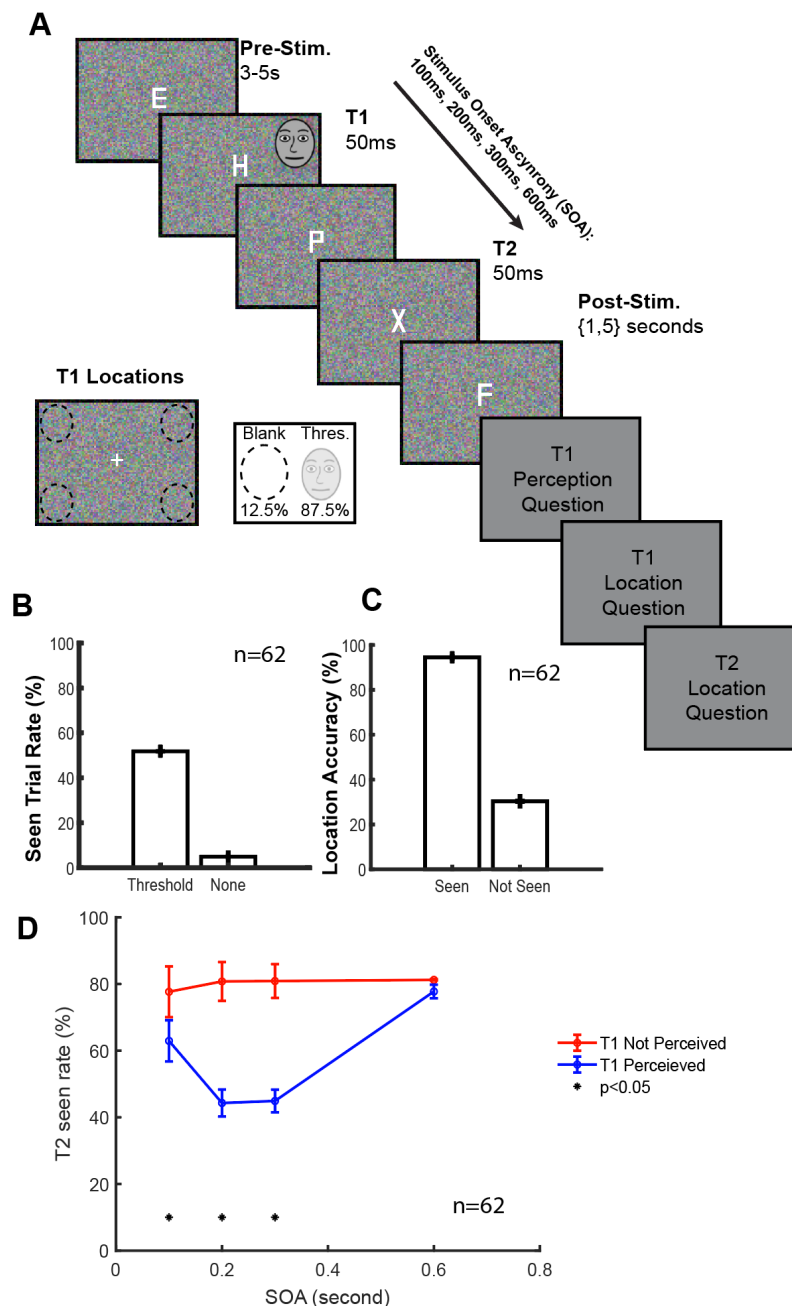 A
Pre-Stim.
3-5s
E
T1
50ms
H
Stimulus Onset Ascynrony (SOA):
100ms, 200ms, 300ms, 600ms
P
T2
50ms
X
Post-Stim.
{1,5} seconds
F
T1 Locations
+
Blank Thres.
12.5% 87.5%
T1
Perception
Question
T1
Location
Question
T2
Location
Question
B
Seen Trial Rate (%)
100
80
60
40
20
0
n=62
Threshold None
C
Location Accuracy (%)
100
80
60
40
20
0
n=62
Seen Not Seen
D
T2 seen rate (%)
100
80
60
40
20
0
T1 Not Perceived
T1 Perceieved
p<0.05
n=62
0 0.2 0.4 0.6 0.8
SOA (second)